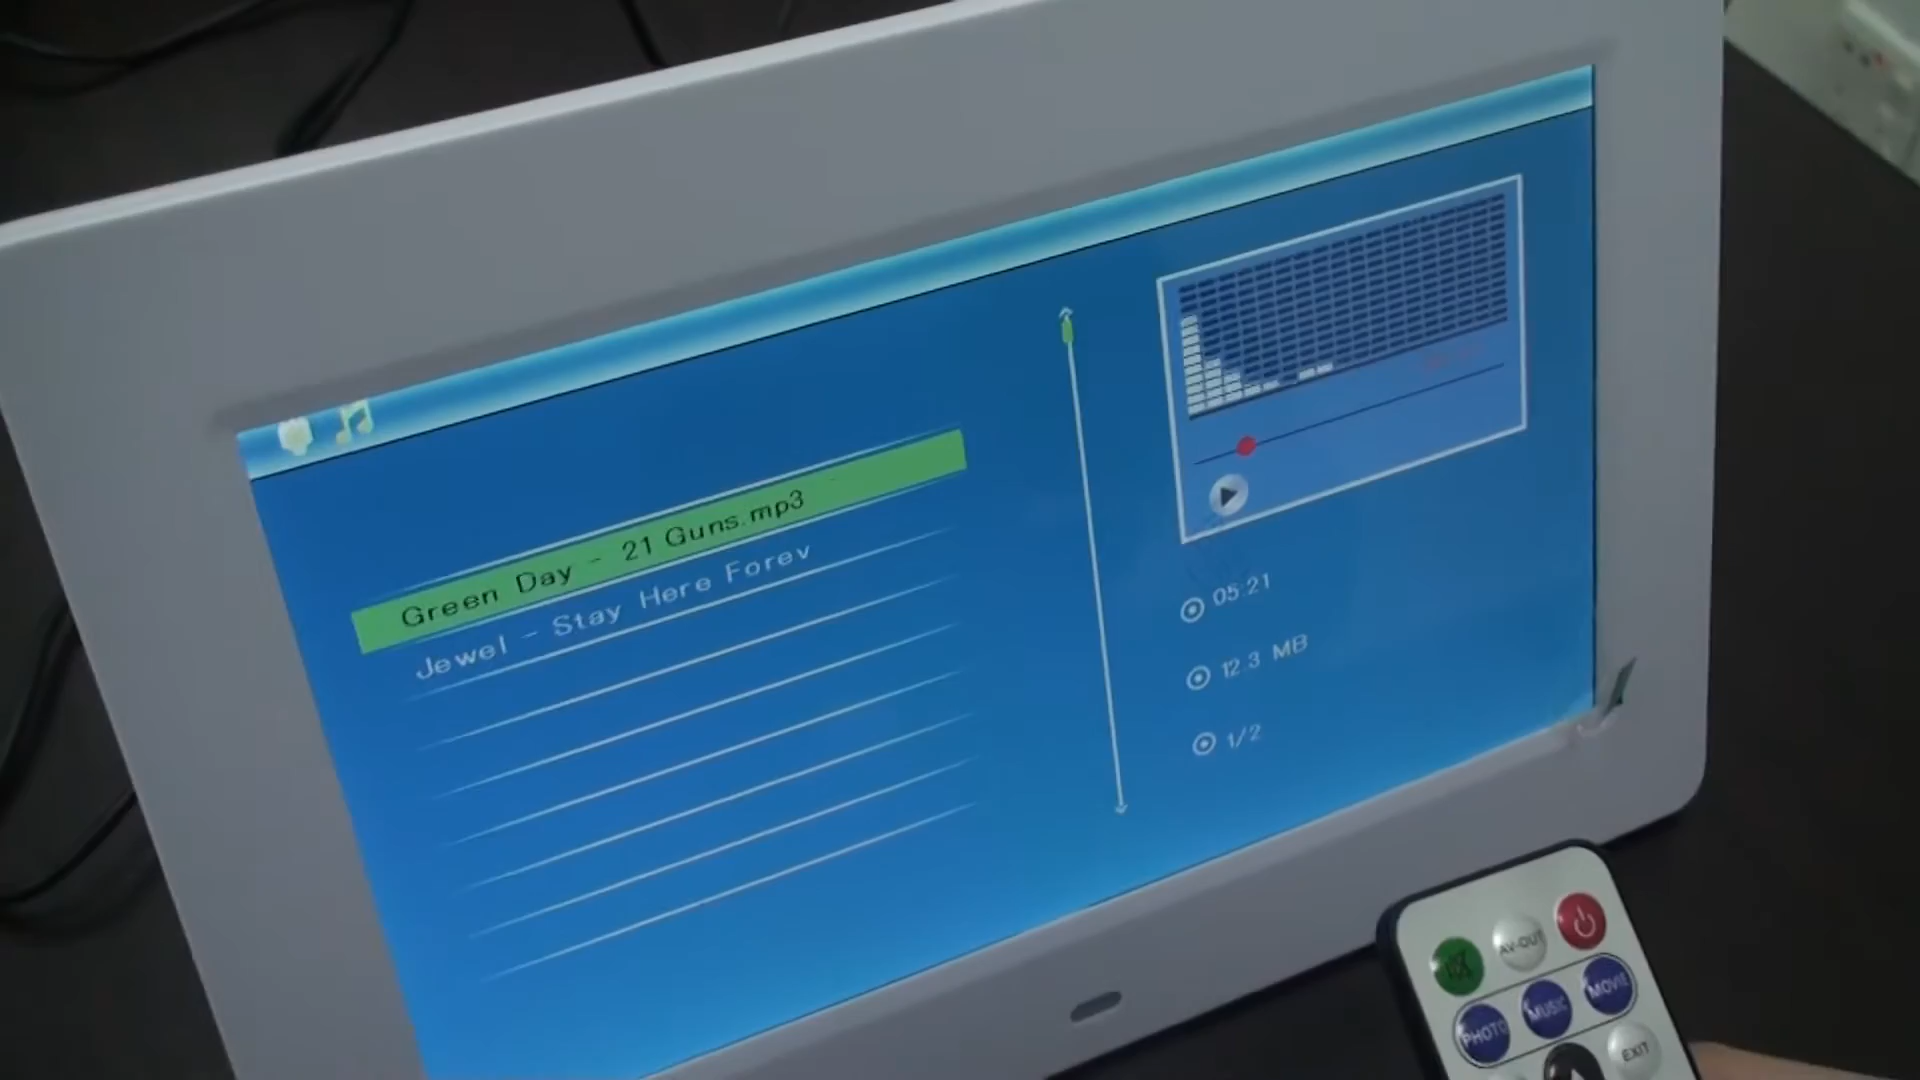 Green Day - 21 Guns.mp3
Jewel - Stay Here Forev
05:21
12.3 MB
1/2
AV-OUT
PHOTO
MUSIC
MOVIE
EXIT